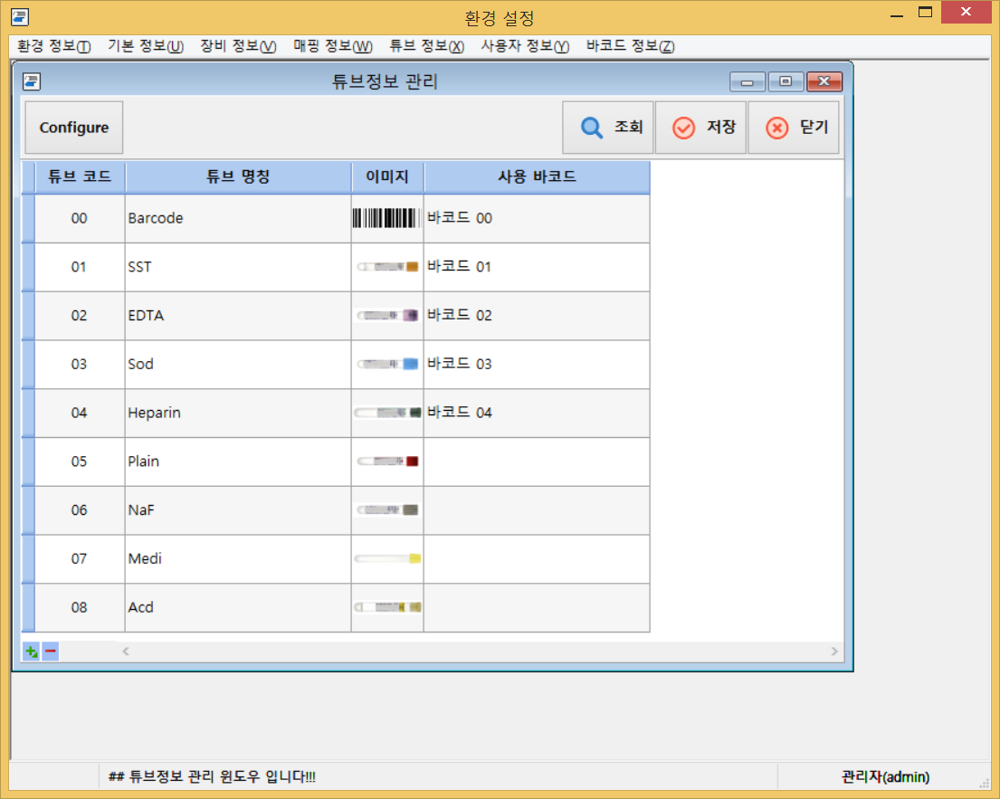 환경 설정
환경 정보(T) 기본 정보(U) 장비 정보(V) 매핑 정보(W) 튜브 정보(X) 사용자 정보(Y) 바코드 정보(Z)
튜브정보 관리
Configure 조회 저장 닫기
튜브 코드 튜브 명칭 이미지 사용 바코드
00 Barcode 바코드 00
01 SST 바코드 01
02 EDTA 바코드 02
03 Sod 바코드 03
04 Heparin 바코드 04
05 Plain
06 NaF
07 Medi
08 Acd
## 튜브정보 관리 윈도우 입니다!!! 관리자(admin)